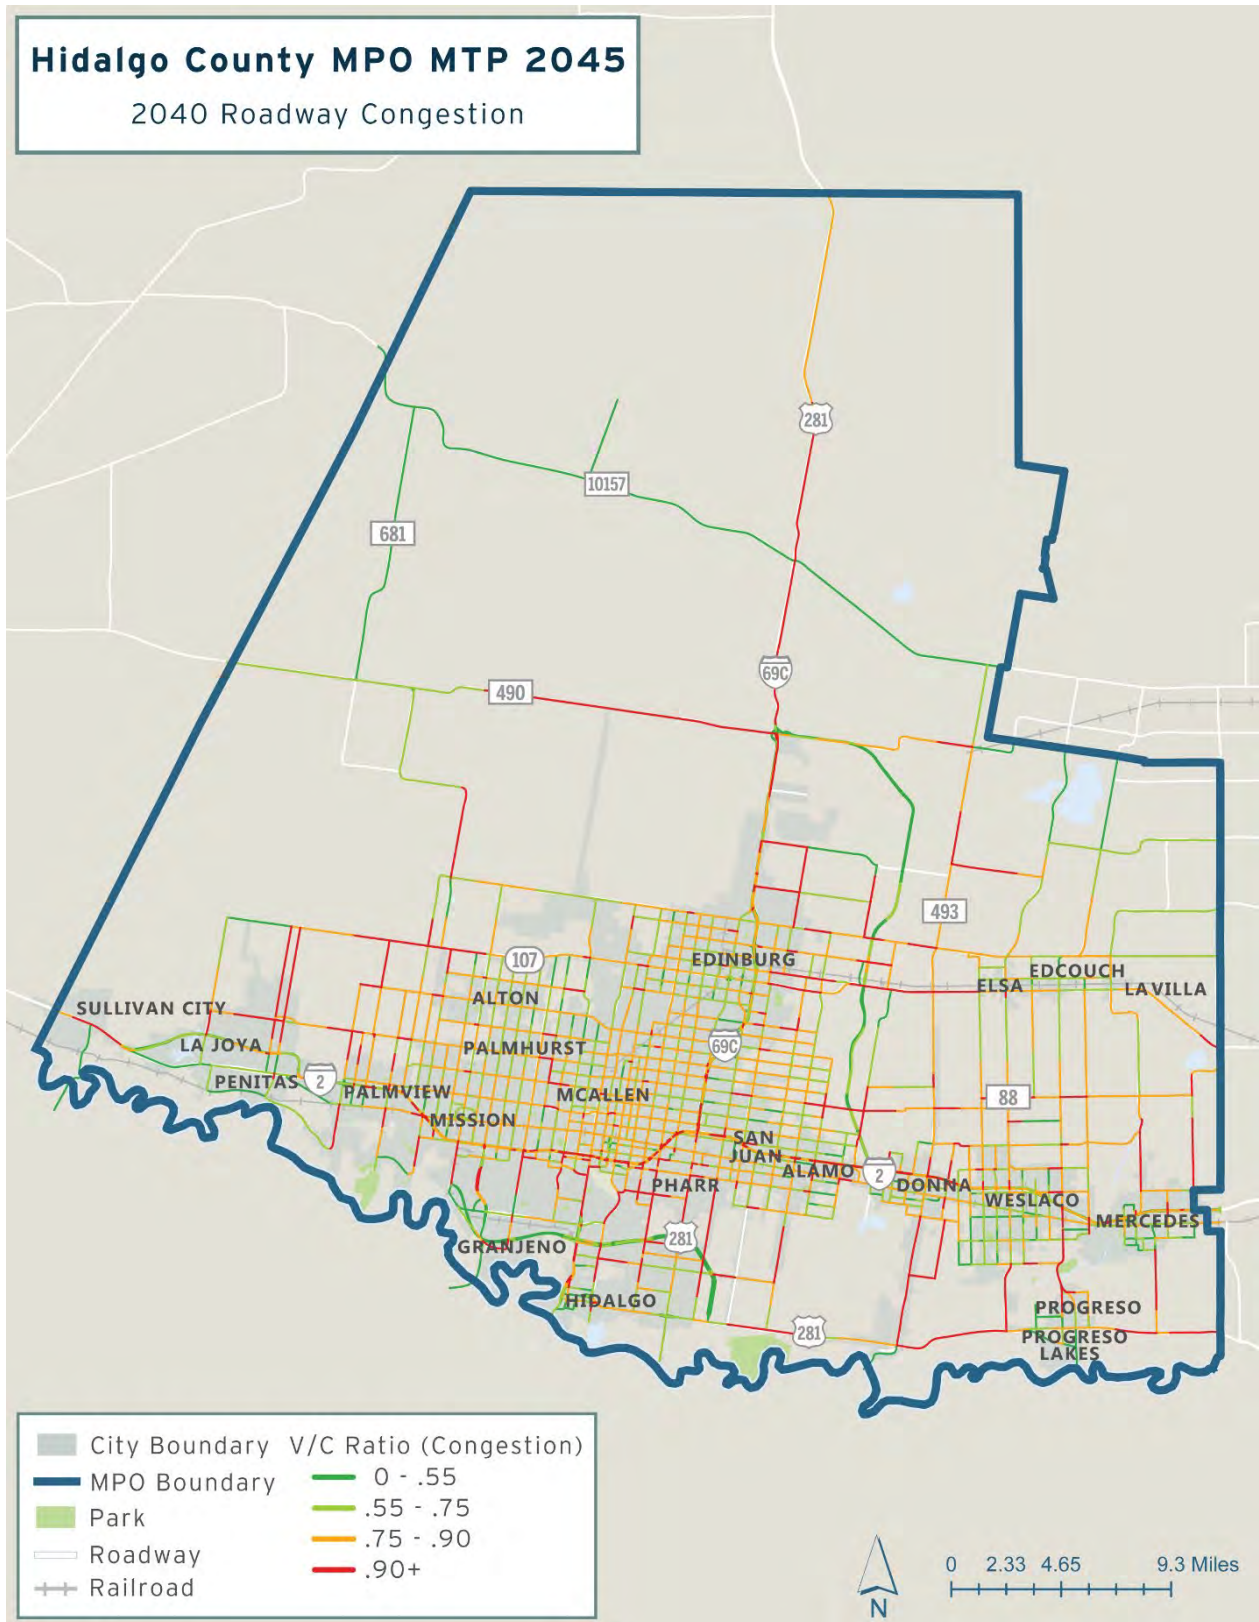 Hidalgo County MPO MTP 2045
2040 Roadway Congestion
281
10157
681
69C
490
493
107
EDINBURG
EDCOUCH
ELSA
LA VILLA
ALTON
SULLIVAN CITY
LA JOYA
PALMHURST
69C
PENITAS
2
PALMVIEW
MCALLEN
88
MISSION
SAN
JUAN
ALAMO
2
DONNA
PHARR
WESLACO
MERCEDES
GRANJENO
281
HIDALGO
PROGRESO
281
PROGRESO
LAKES
City Boundary
MPO Boundary
Park
Roadway
Railroad
V/C Ratio (Congestion)
0 - .55
.55 - .75
.75 - .90
.90+
N
0 2.33 4.65 9.3 Miles